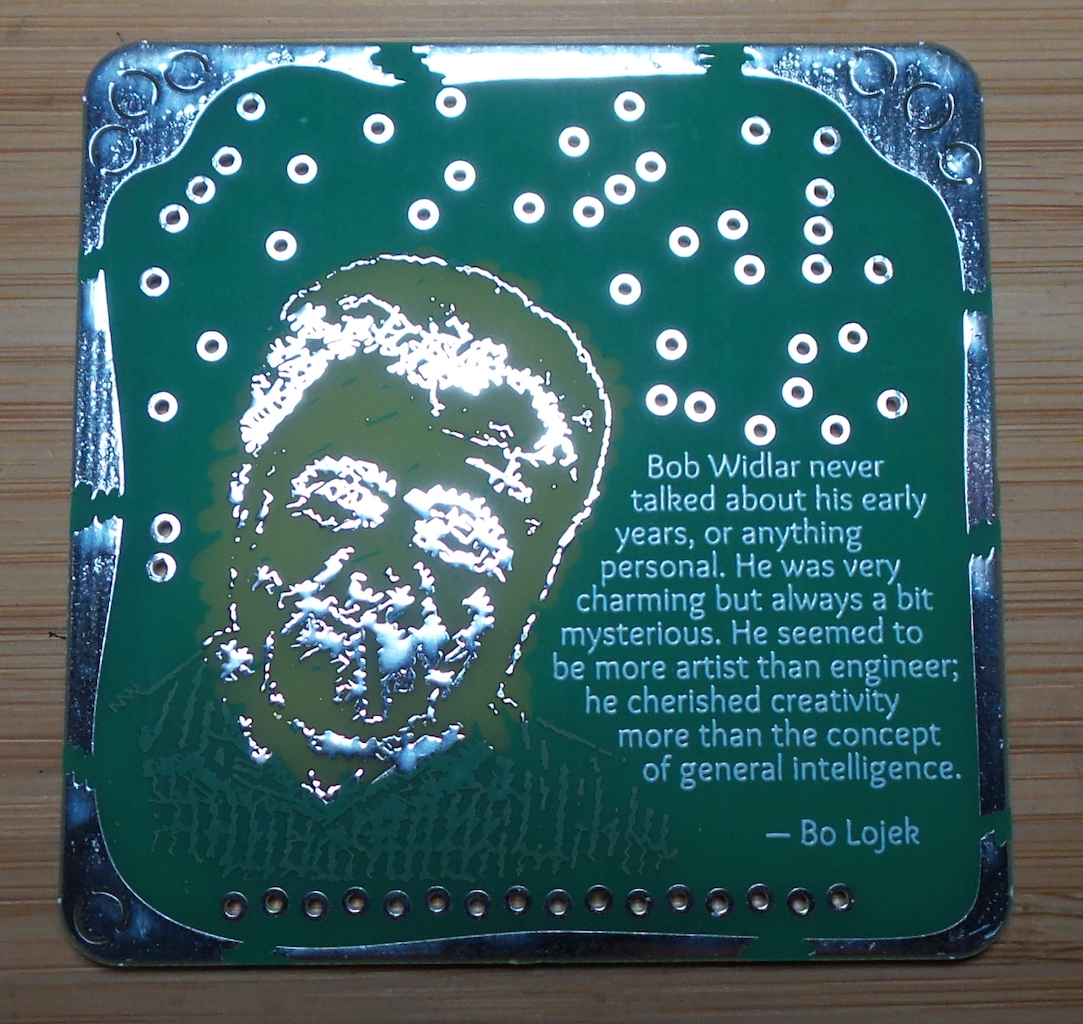 Bob Widlar never
talked about his early
years, or anything
personal. He was very
charming but always a bit
mysterious. He seemed to
be more artist than engineer;
he cherished creativity
more than the concept
of general intelligence.
— Bo Lojek